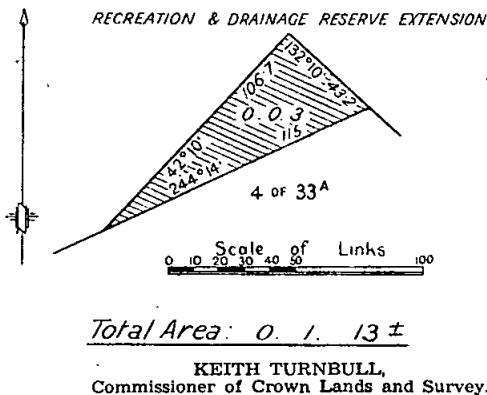 RECREATION & DRAINAGE RESERVE EXTENSION
132°10'-43.2
106.7
0. 0. 3
115
42°10'
244°14'
4 OF 33A
Scale of Links
0 10 20 30 40 50 100
Total Area: 0. 1. 13 ±
KEITH TURNBULL,
Commissioner of Crown Lands and Survey.